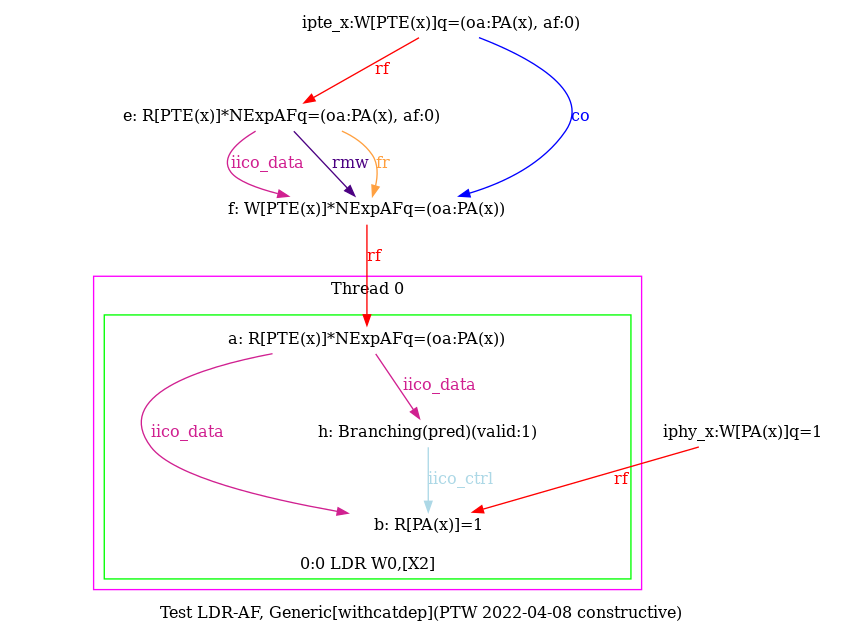 ipte_x:W[PTE(x)]q=(oa:PA(x), af:0)
rf
e: R[PTE(x)]*NExpAFq=(oa:PA(x), af:0)
co
iico_data
rmw
fr
f: W[PTE(x)]*NExpAFq=(oa:PA(x))
rf
Thread 0
a: R[PTE(x)]*NExpAFq=(oa:PA(x))
iico_data
iico_data
h: Branching(pred)(valid:1)
iphy_x:W[PA(x)]q=1
iico_ctrl
rf
b: R[PA(x)]=1
0:0 LDR W0,[X2]
Test LDR-AF, Generic[withcatdep](PTW 2022-04-08 constructive)